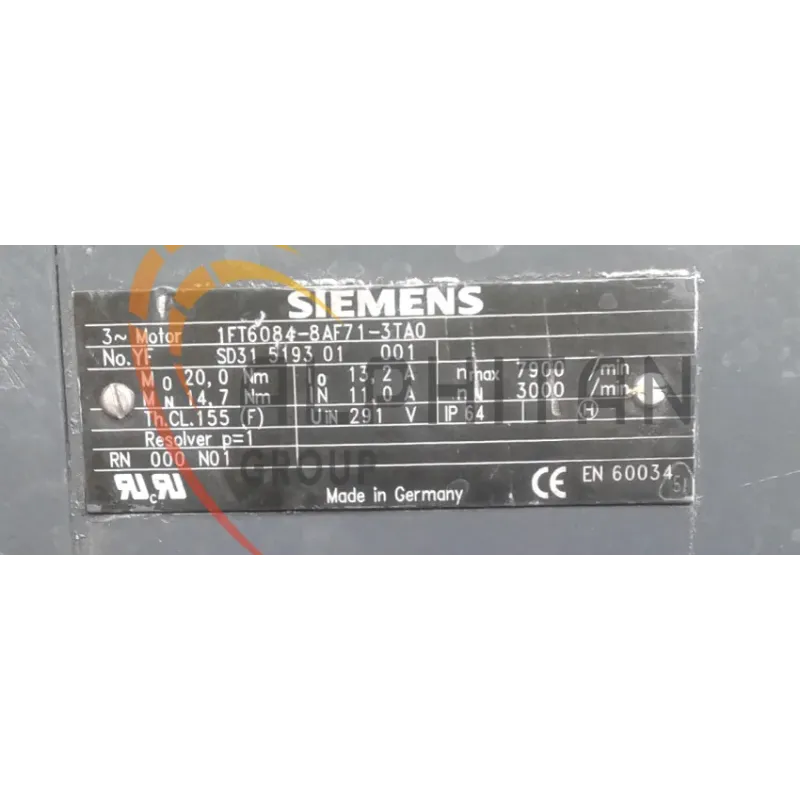 SIEMENS
3~ Motor 1FT6084-8AF71-3TA0
No.YF SD31 5193 01 001
M0 20,0 Nm I0 13,2 A nmax 7900 /min
MN 14,7 Nm IN 11,0 A nN 3000 /min
Th.CL.155 (F) UIN 291 V IP 64 (H)
Resolver p=1
RN 000 N01
Made in Germany CE EN 60034
51
ALPHITAN
GROUP